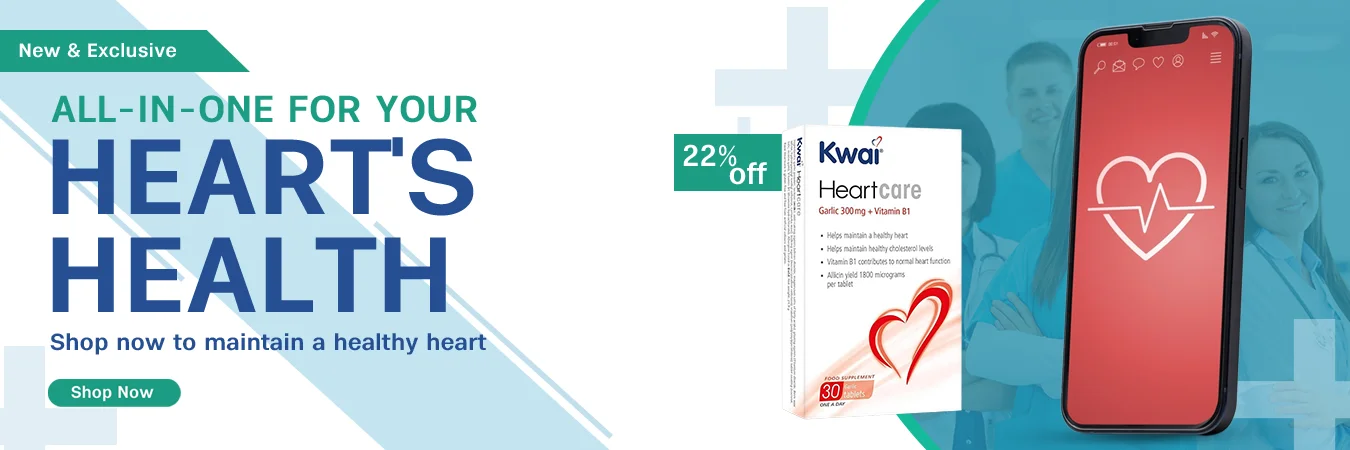 New & Exclusive
ALL-IN-ONE FOR YOUR
HEART'S
HEALTH
Shop now to maintain a healthy heart
Shop Now
22%
off
Kwai®
Heartcare
Garlic 300mg + Vitamin B1
• Helps maintain a healthy heart
• Helps maintain healthy cholesterol levels
• Vitamin B1 contributes to normal heart function
• Allicin yield 1800 micrograms
per tablet
FOOD SUPPLEMENT
30
tablets
ONE A DAY
Kwai Heartcare